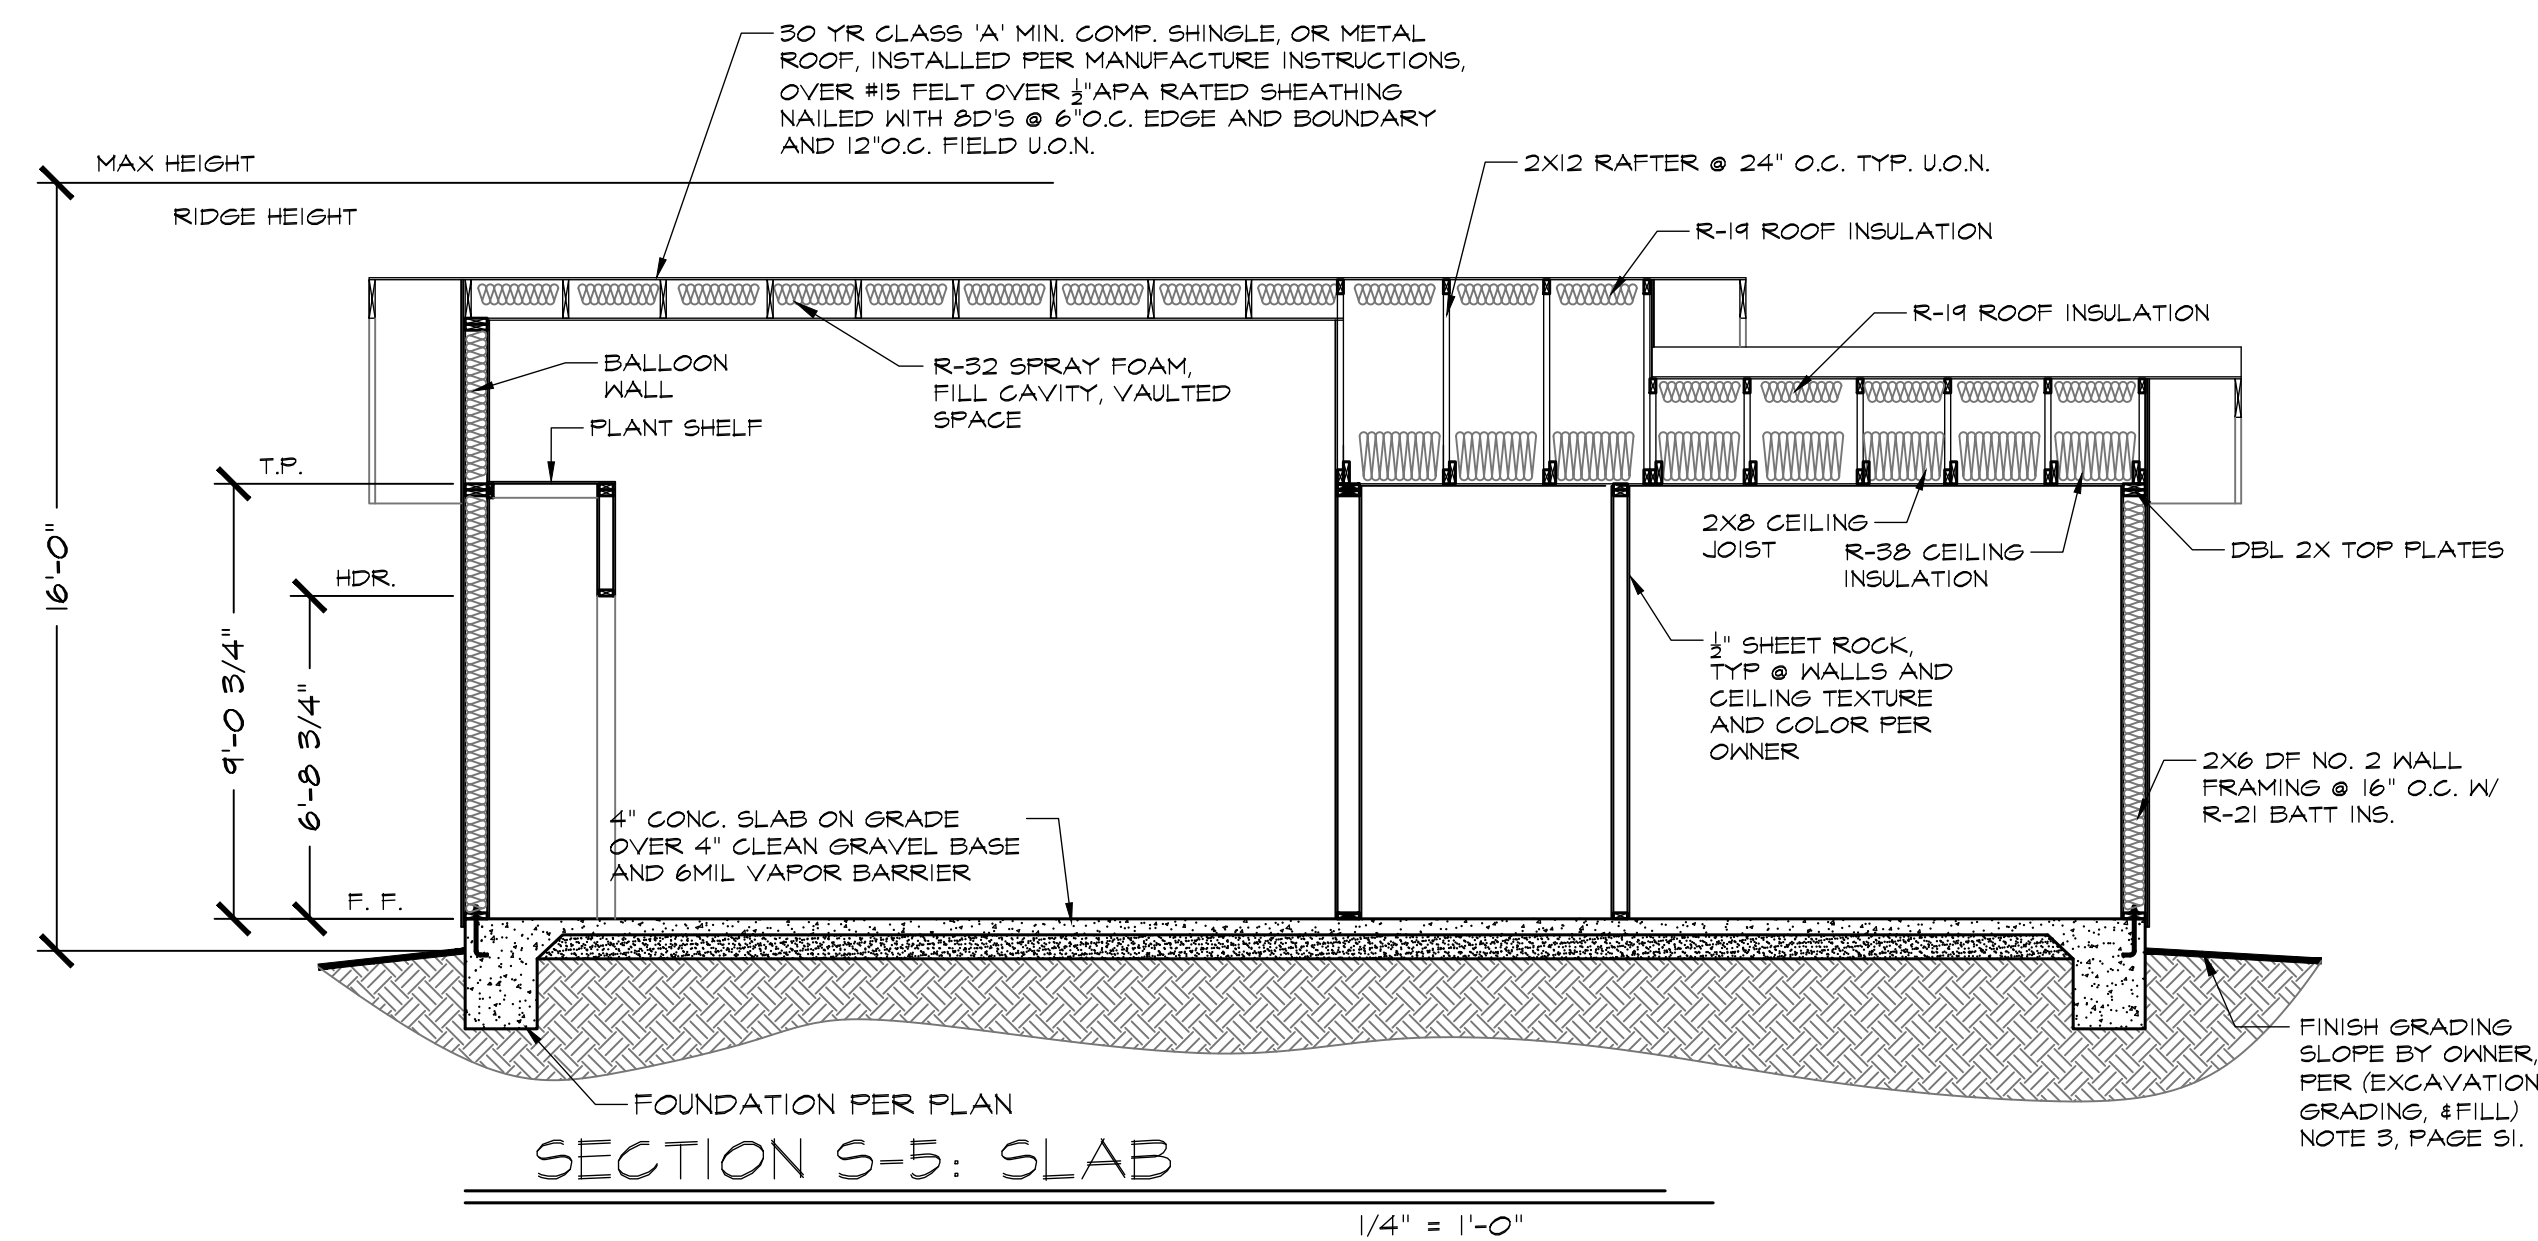 30 YR CLASS 'A' MIN. COMP. SHINGLE, OR METAL
ROOF, INSTALLED PER MANUFACTURE INSTRUCTIONS,
OVER #15 FELT OVER ½"APA RATED SHEATHING
NAILED WITH 8D'S @ 6"O.C. EDGE AND BOUNDARY
AND 12"O.C. FIELD U.O.N.
MAX HEIGHT
RIDGE HEIGHT
2X12 RAFTER @ 24" O.C. TYP. U.O.N.
R-19 ROOF INSULATION
R-19 ROOF INSULATION
BALLOON
WALL
PLANT SHELF
R-32 SPRAY FOAM,
FILL CAVITY, VAULTED
SPACE
T.P.
HDR.
F. F.
16'-0"
9'-0 3/4"
6'-8 3/4"
2X8 CEILING
JOIST
R-38 CEILING
INSULATION
DBL 2X TOP PLATES
½" SHEET ROCK,
TYP @ WALLS AND
CEILING TEXTURE
AND COLOR PER
OWNER
2X6 DF NO. 2 WALL
FRAMING @ 16" O.C. W/
R-21 BATT INS.
4" CONC. SLAB ON GRADE
OVER 4" CLEAN GRAVEL BASE
AND 6MIL VAPOR BARRIER
FINISH GRADING
SLOPE BY OWNER,
PER (EXCAVATION
GRADING, &FILL)
NOTE 3, PAGE S1.
FOUNDATION PER PLAN
SECTION S-5: SLAB
1/4" = 1'-0"